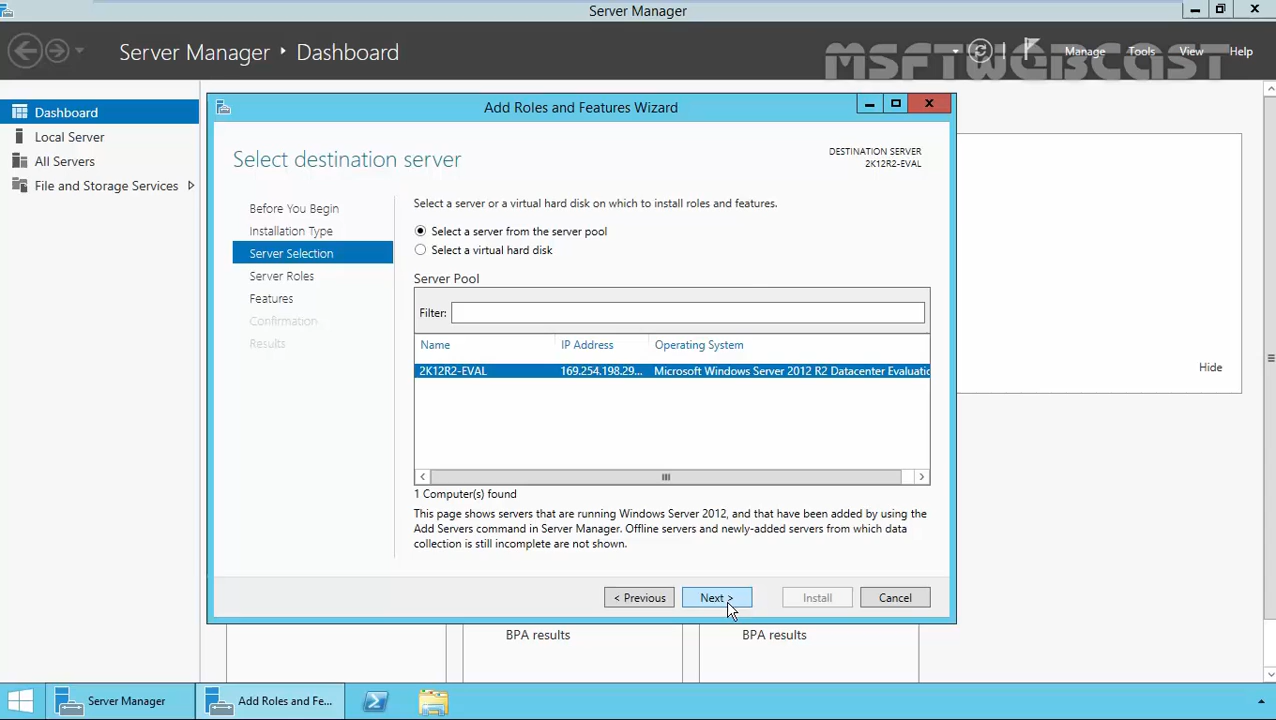 Server Manager
Server Manager • Dashboard
MSFTWEBCAST
Manage Tools View Help
Dashboard
Local Server
All Servers
File and Storage Services
Add Roles and Features Wizard
Select destination server
DESTINATION SERVER
2K12R2-EVAL
Before You Begin
Installation Type
Server Selection
Server Roles
Features
Confirmation
Results
Select a server or a virtual hard disk on which to install roles and features.
Select a server from the server pool
Select a virtual hard disk
Server Pool
Filter:
Name IP Address Operating System
2K12R2-EVAL 169.254.198.29... Microsoft Windows Server 2012 R2 Datacenter Evaluatio
1 Computer(s) found
This page shows servers that are running Windows Server 2012, and that have been added by using the
Add Servers command in Server Manager. Offline servers and newly-added servers from which data
collection is still incomplete are not shown.
< Previous Next > Install Cancel
Hide
BPA results BPA results
Server Manager Add Roles and Fe...